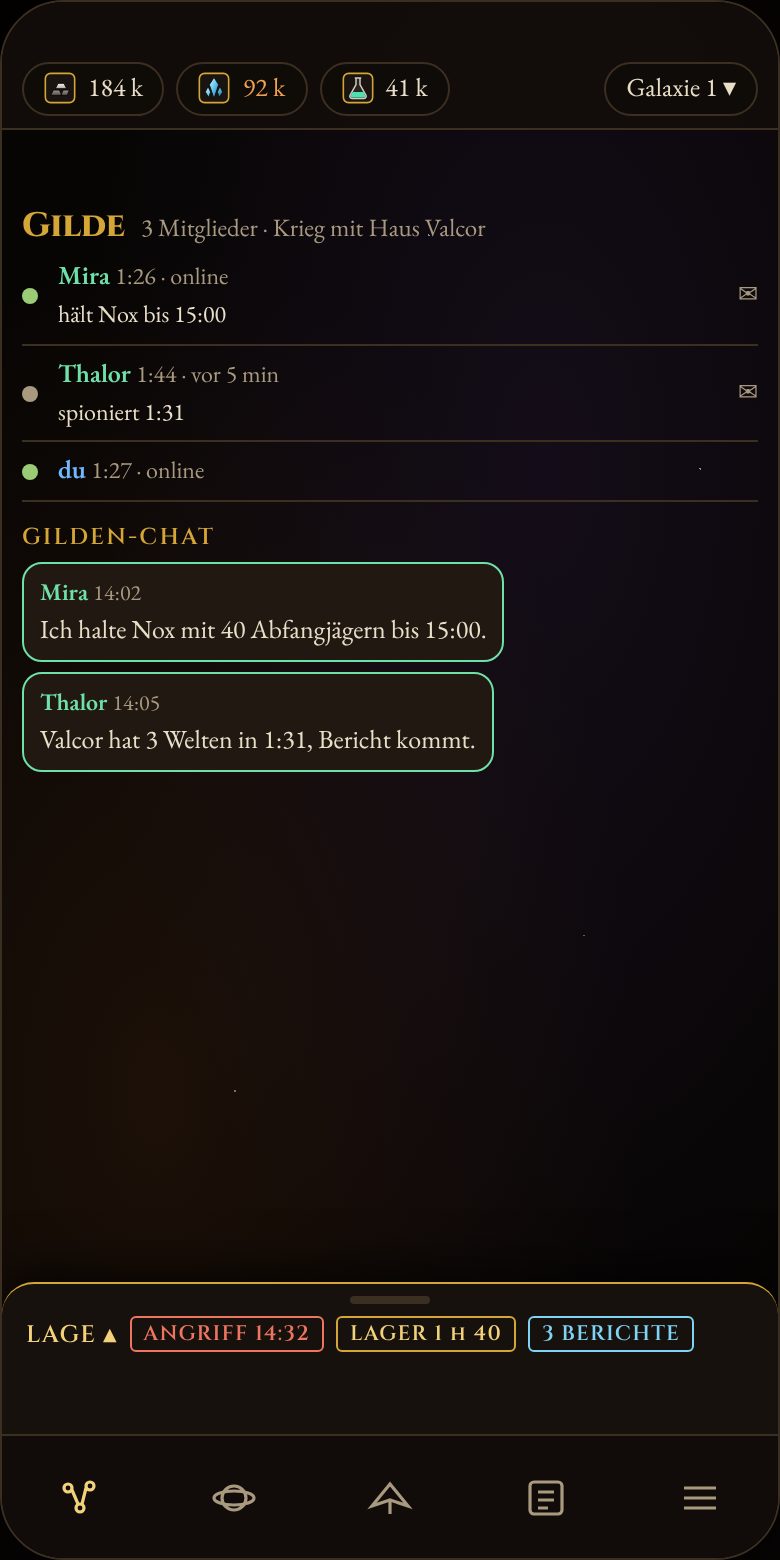 184 k 92 k 41 k Galaxie 1 ▼
GILDE 3 Mitglieder · Krieg mit Haus Valcor
Mira 1:26 · online
hält Nox bis 15:00
Thalor 1:44 · vor 5 min
spioniert 1:31
du 1:27 · online
GILDEN-CHAT
Mira 14:02
Ich halte Nox mit 40 Abfangjägern bis 15:00.
Thalor 14:05
Valcor hat 3 Welten in 1:31, Bericht kommt.
LAGE ▲ ANGRIFF 14:32 LAGER 1 H 40 3 BERICHTE